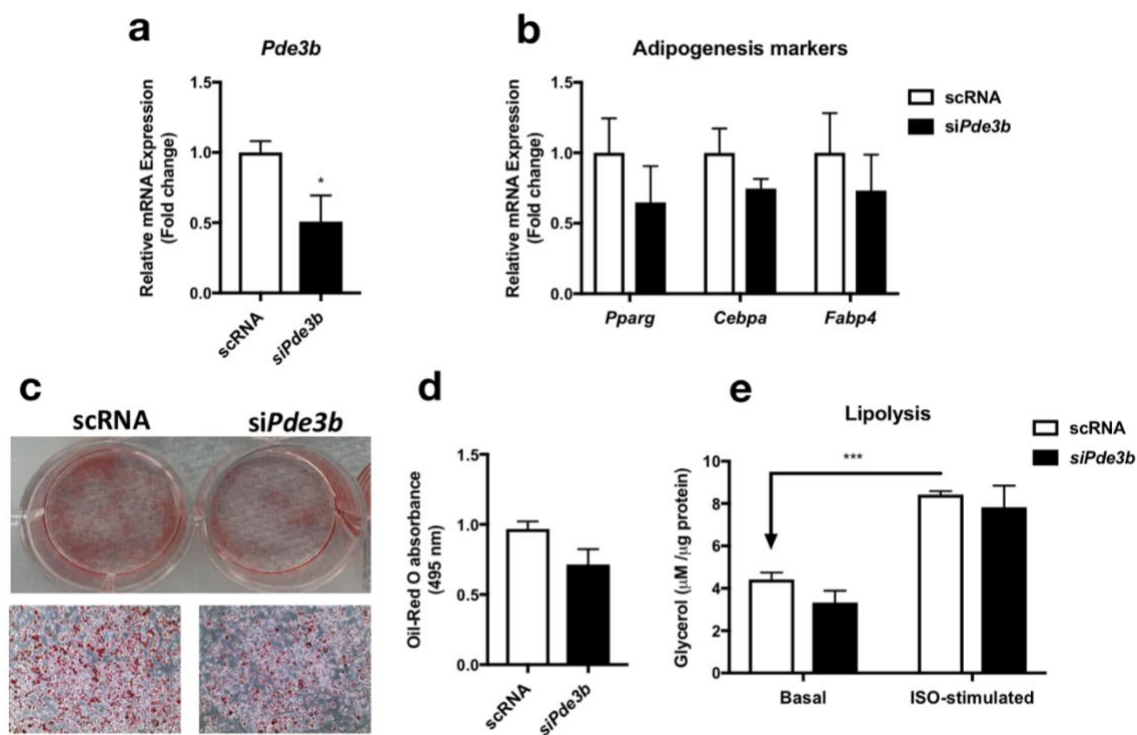 a
Pde3b
Relative mRNA Expression
(Fold change)
1.5
1.0
0.5
0.0
*
scRNA
siPde3b
b
Adipogenesis markers
scRNA
siPde3b
Relative mRNA Expression
(Fold change)
1.5
1.0
0.5
0.0
Pparg Cebpa Fabp4
c
scRNA siPde3b
d
Oil-Red O absorbance
(495 nm)
1.5
1.0
0.5
0.0
scRNA
siPde3b
e
Lipolysis
scRNA
siPde3b
Glycerol (μM /μg protein)
10
8
6
4
2
0
***
Basal ISO-stimulated